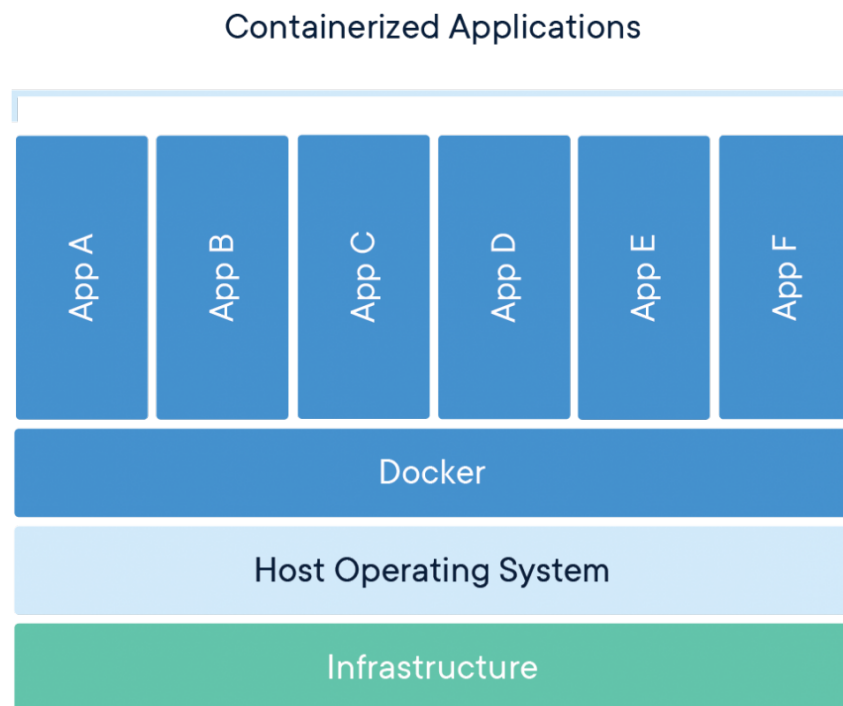 Containerized Applications
App A
App B
App C
App D
App E
App F
Docker
Host Operating System
Infrastructure